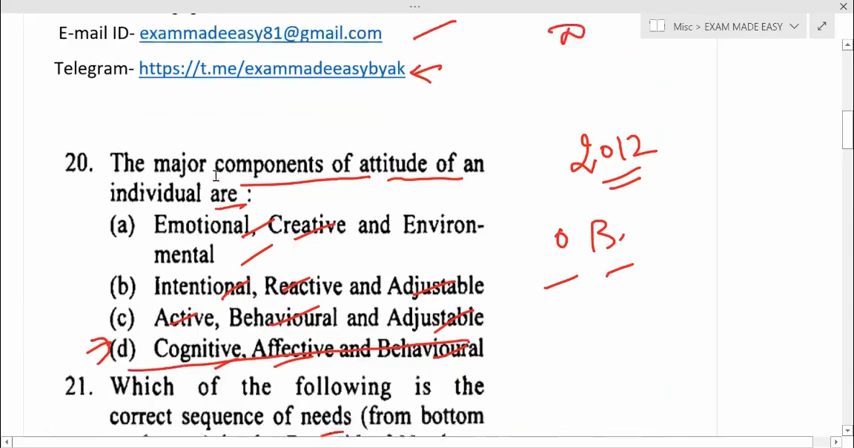 E-mail ID- exammadeeasy81@gmail.com
Misc > EXAM MADE EASY
Telegram- https://t.me/exammadeeasybyak
2012
O B.
20. The major components of attitude of an
individual are :
(a) Emotional, Creative and Environ-
mental
(b) Intentional, Reactive and Adjustable
(c) Active, Behavioural and Adjustable
(d) Cognitive, Affective and Behavioural
21. Which of the following is the
correct sequence of needs (from bottom